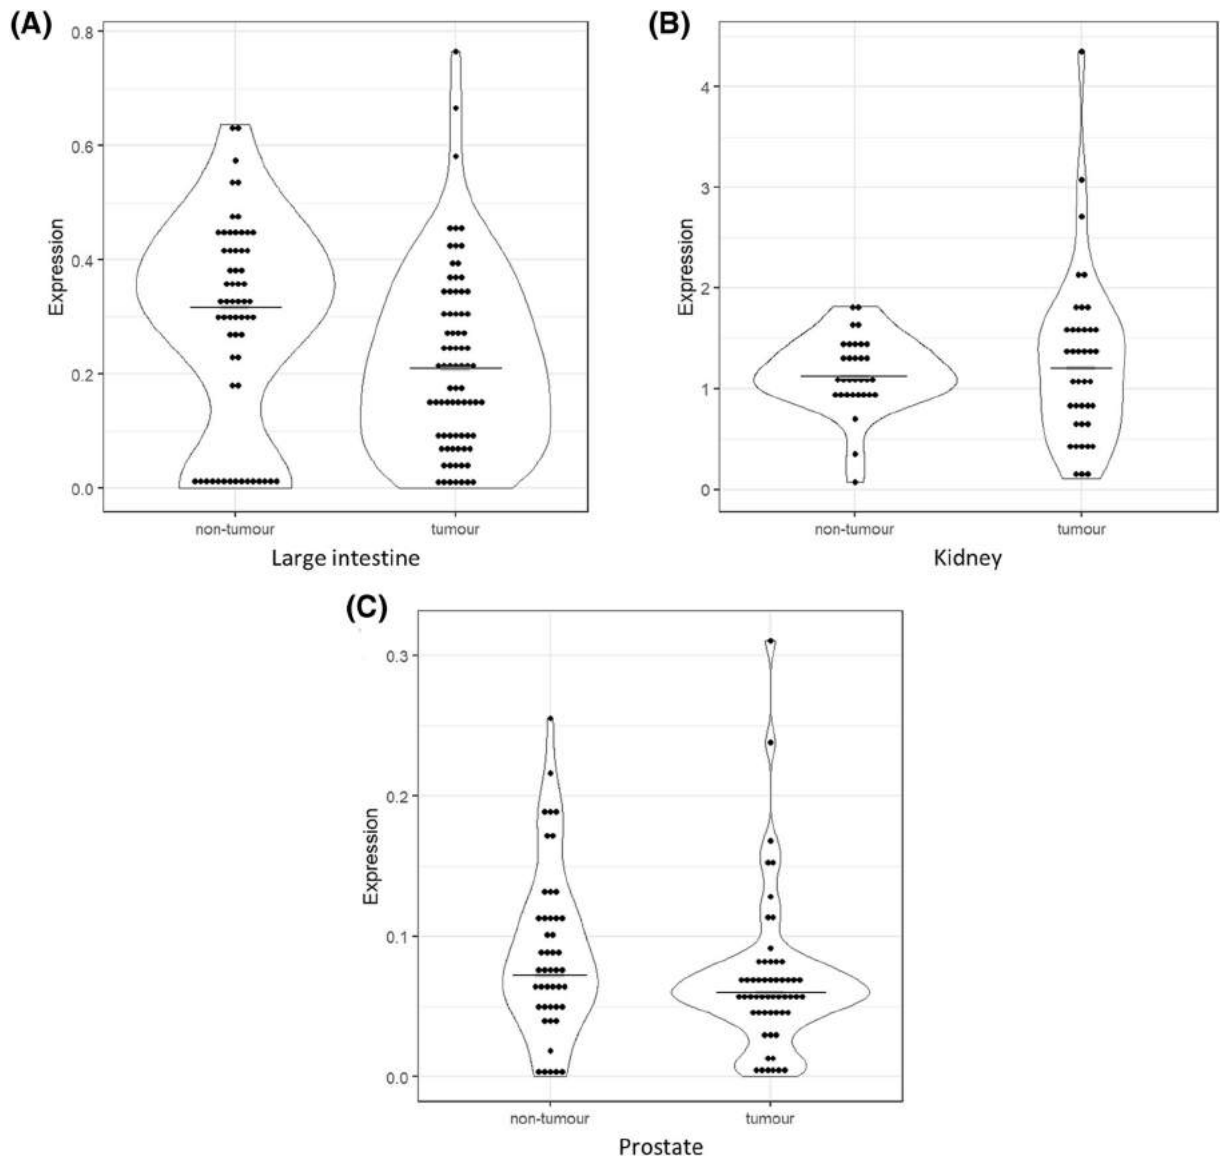 (A)
0.8
0.6
0.4
0.2
0.0
Expression
non-tumour
tumour
Large intestine
(B)
4
3
2
1
0
Expression
non-tumour
tumour
Kidney
(C)
0.3
0.2
0.1
0.0
Expression
non-tumour
tumour
Prostate